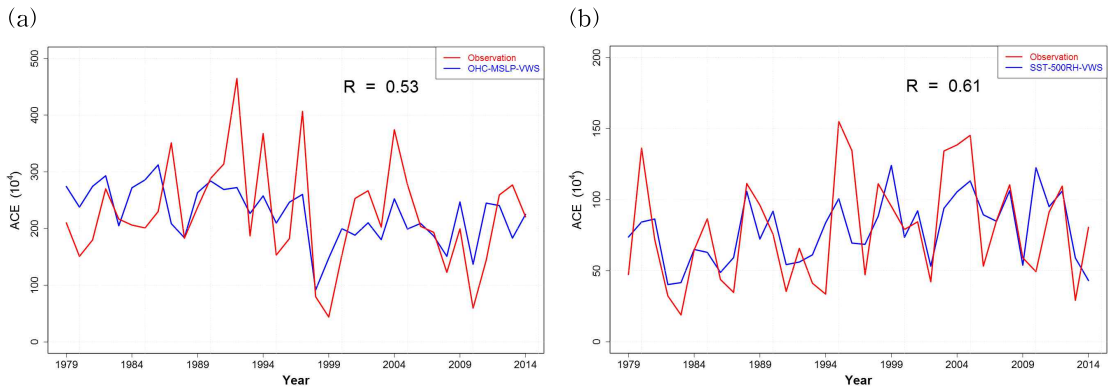 (a)
Observation
OHC-MSLP-VWS
R = 0.53
ACE (10⁴)
500
400
300
200
100
0
1979 1984 1989 1994 1999 2004 2009 2014
Year
(b)
Observation
SST-500RH-VWS
R = 0.61
ACE (10⁴)
200
150
100
50
0
1979 1984 1989 1994 1999 2004 2009 2014
Year